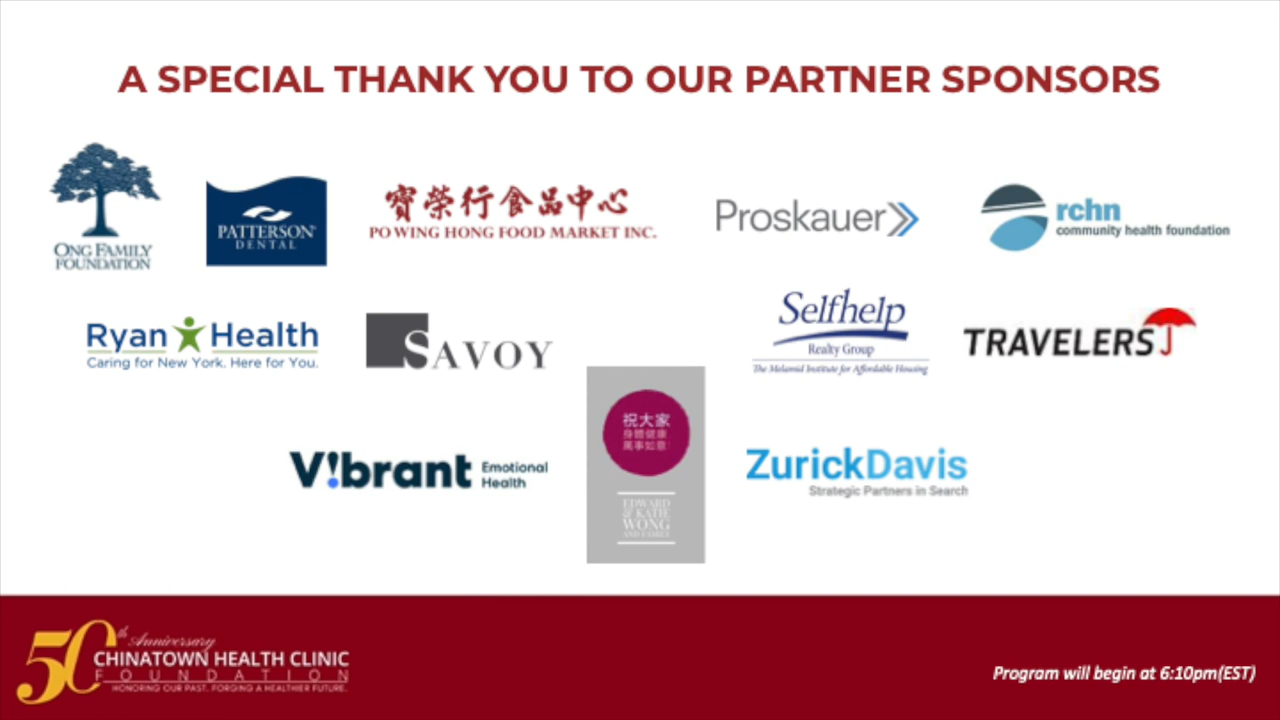 A SPECIAL THANK YOU TO OUR PARTNER SPONSORS
ONG FAMILY
FOUNDATION
PATTERSON®
DENTAL
寶榮行食品中心
PO WING HONG FOOD MARKET INC.
Proskauer
rchn
community health foundation
Ryan Health
Caring for New York. Here for You.
SAVOY
Selfhelp
Realty Group
The Melamid Institute for Affordable Housing
TRAVELERS
V!brant
Emotional
Health
祝大家
身體健康
萬事如意
EDWARD
& KATIE
WONG
AND FAMILY
ZurickDavis
Strategic Partners in Search
50th Anniversary
CHINATOWN HEALTH CLINIC
FOUNDATION
HONORING OUR PAST. FORGING A HEALTHIER FUTURE.
Program will begin at 6:10pm(EST)